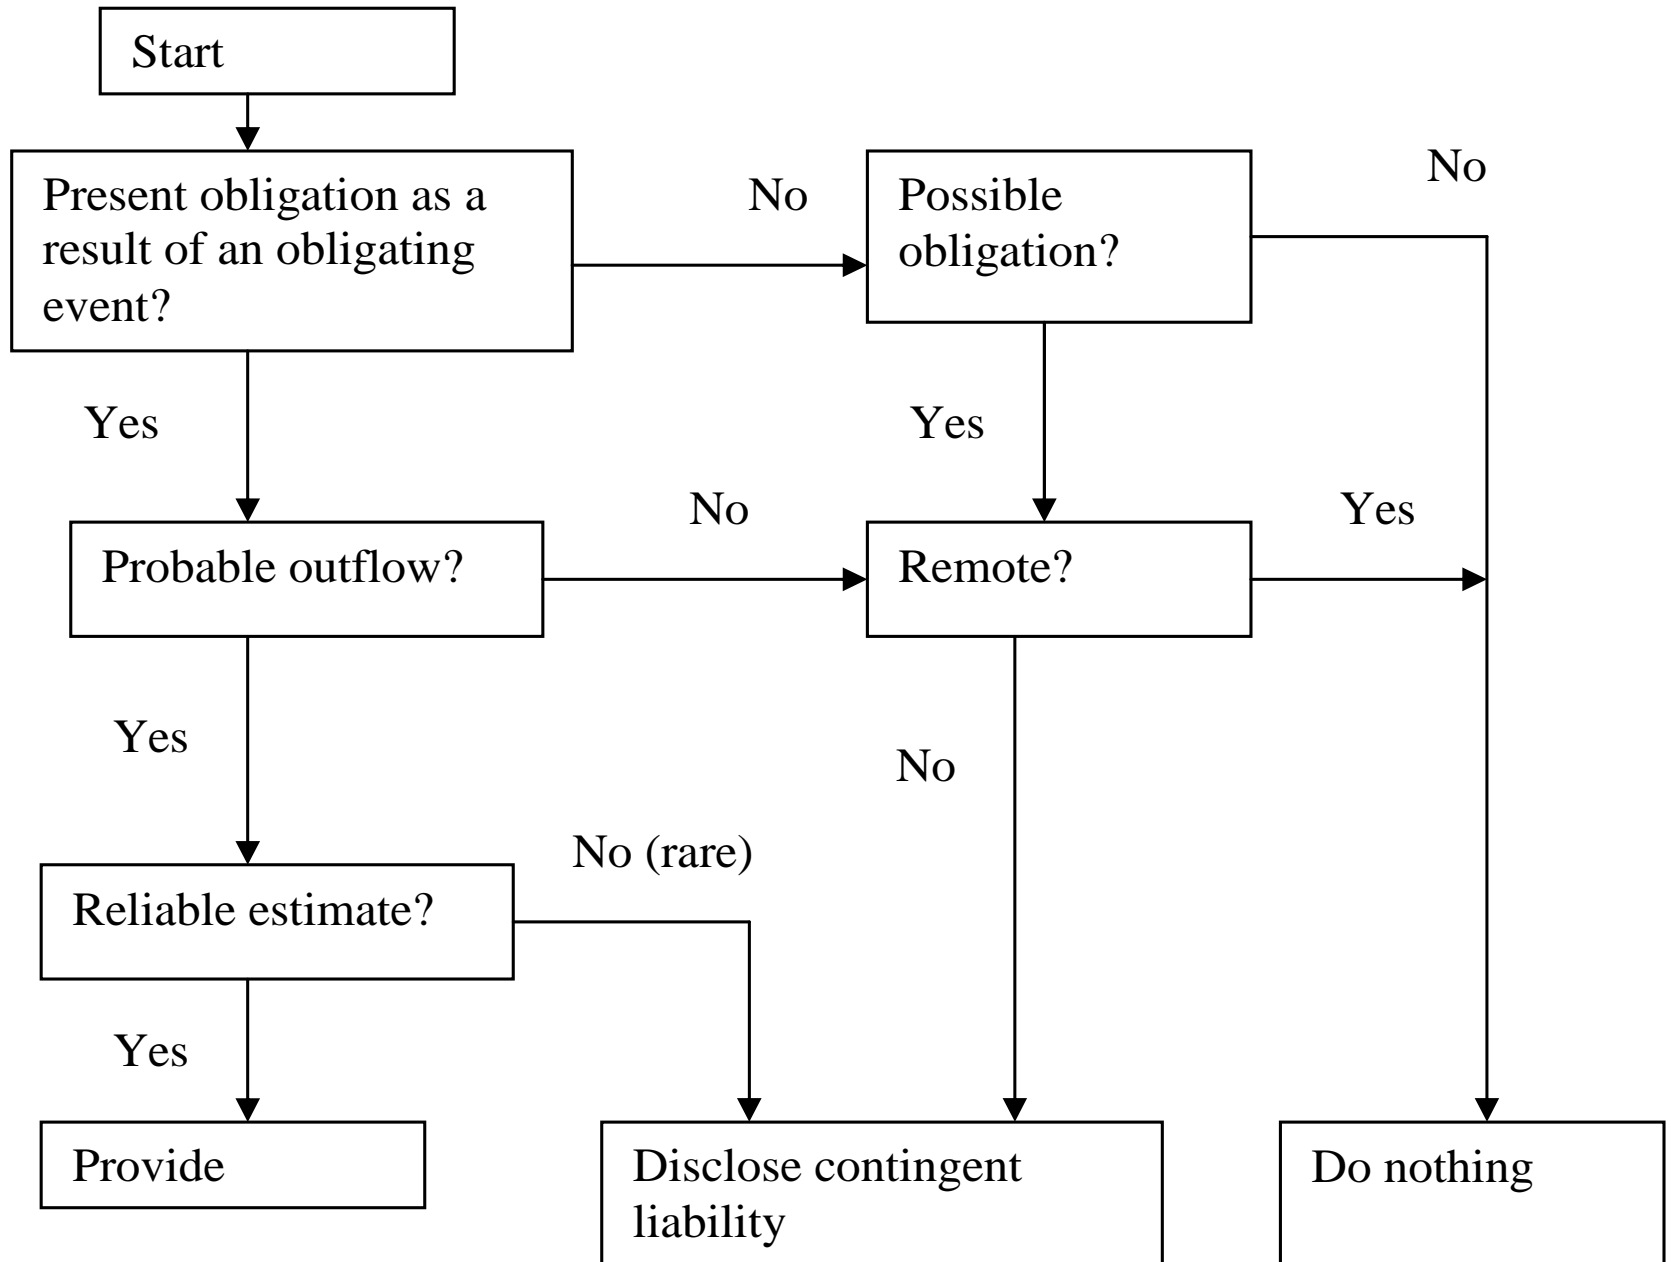 Start
Present obligation as a
result of an obligating
event?
No
Possible
obligation?
No
Yes
Yes
Probable outflow?
No
Remote?
Yes
Yes
No
Reliable estimate?
No (rare)
Yes
Provide
Disclose contingent
liability
Do nothing